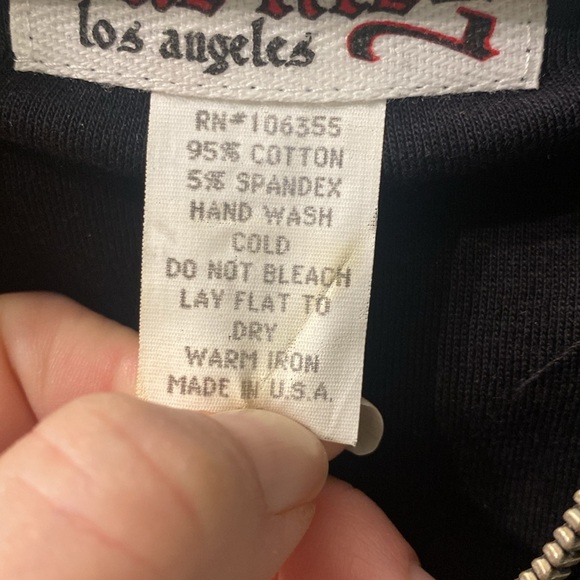 los angeles
RN#106355
95% COTTON
5% SPANDEX
HAND WASH
COLD
DO NOT BLEACH
LAY FLAT TO
DRY
WARM IRON
MADE IN U.S.A.